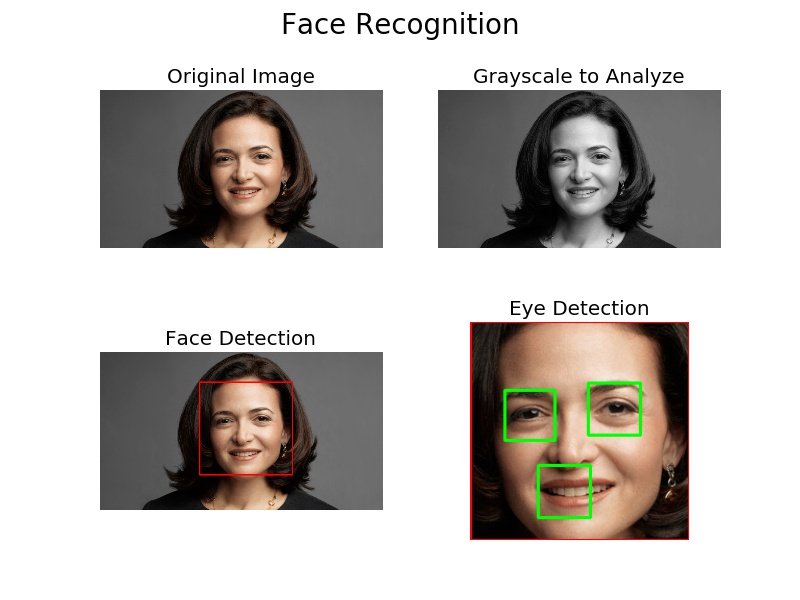 Face Recognition
Original Image
Grayscale to Analyze
Face Detection
Eye Detection